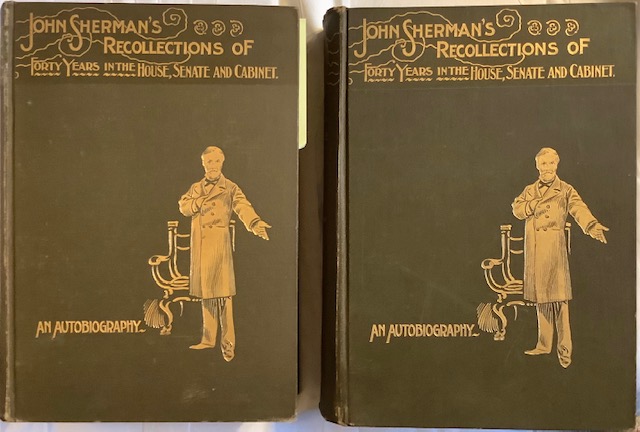 JOHN SHERMAN'S
RECOLLECTIONS OF
FORTY YEARS IN THE HOUSE, SENATE AND CABINET.
AN AUTOBIOGRAPHY
JOHN SHERMAN'S
RECOLLECTIONS OF
FORTY YEARS IN THE HOUSE, SENATE AND CABINET.
AN AUTOBIOGRAPHY